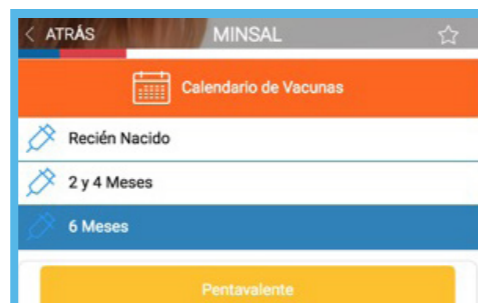 < ATRÁS MINSAL
Calendario de Vacunas
Recién Nacido
2 y 4 Meses
6 Meses
Pentavalente